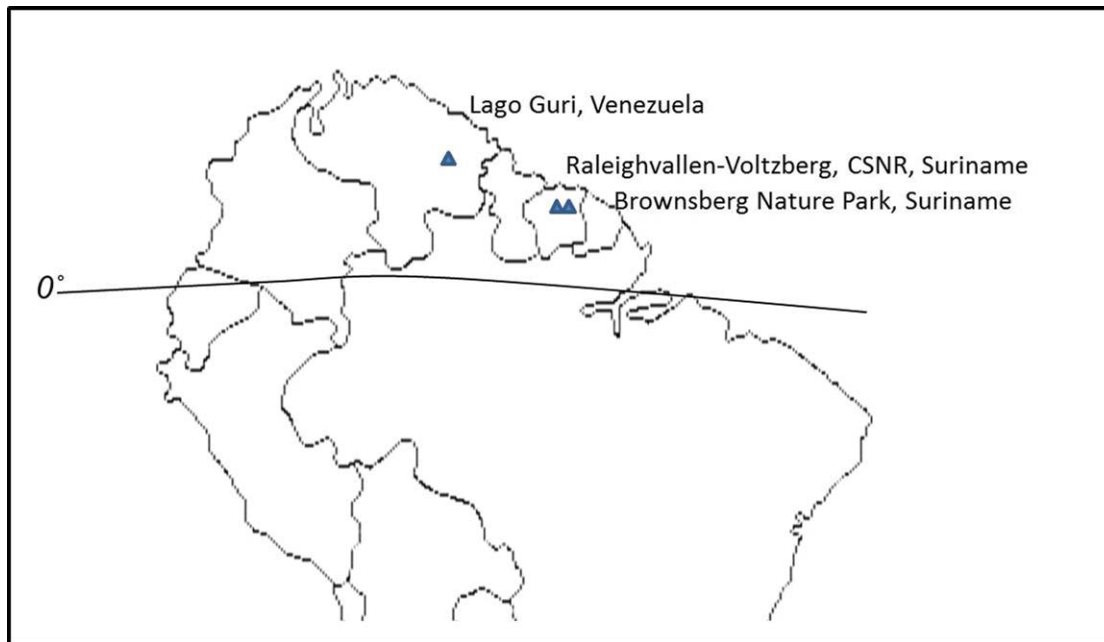 Lago Guri, Venezuela
Raleighvallen-Voltzberg, CSNR, Suriname
Brownsberg Nature Park, Suriname
0°